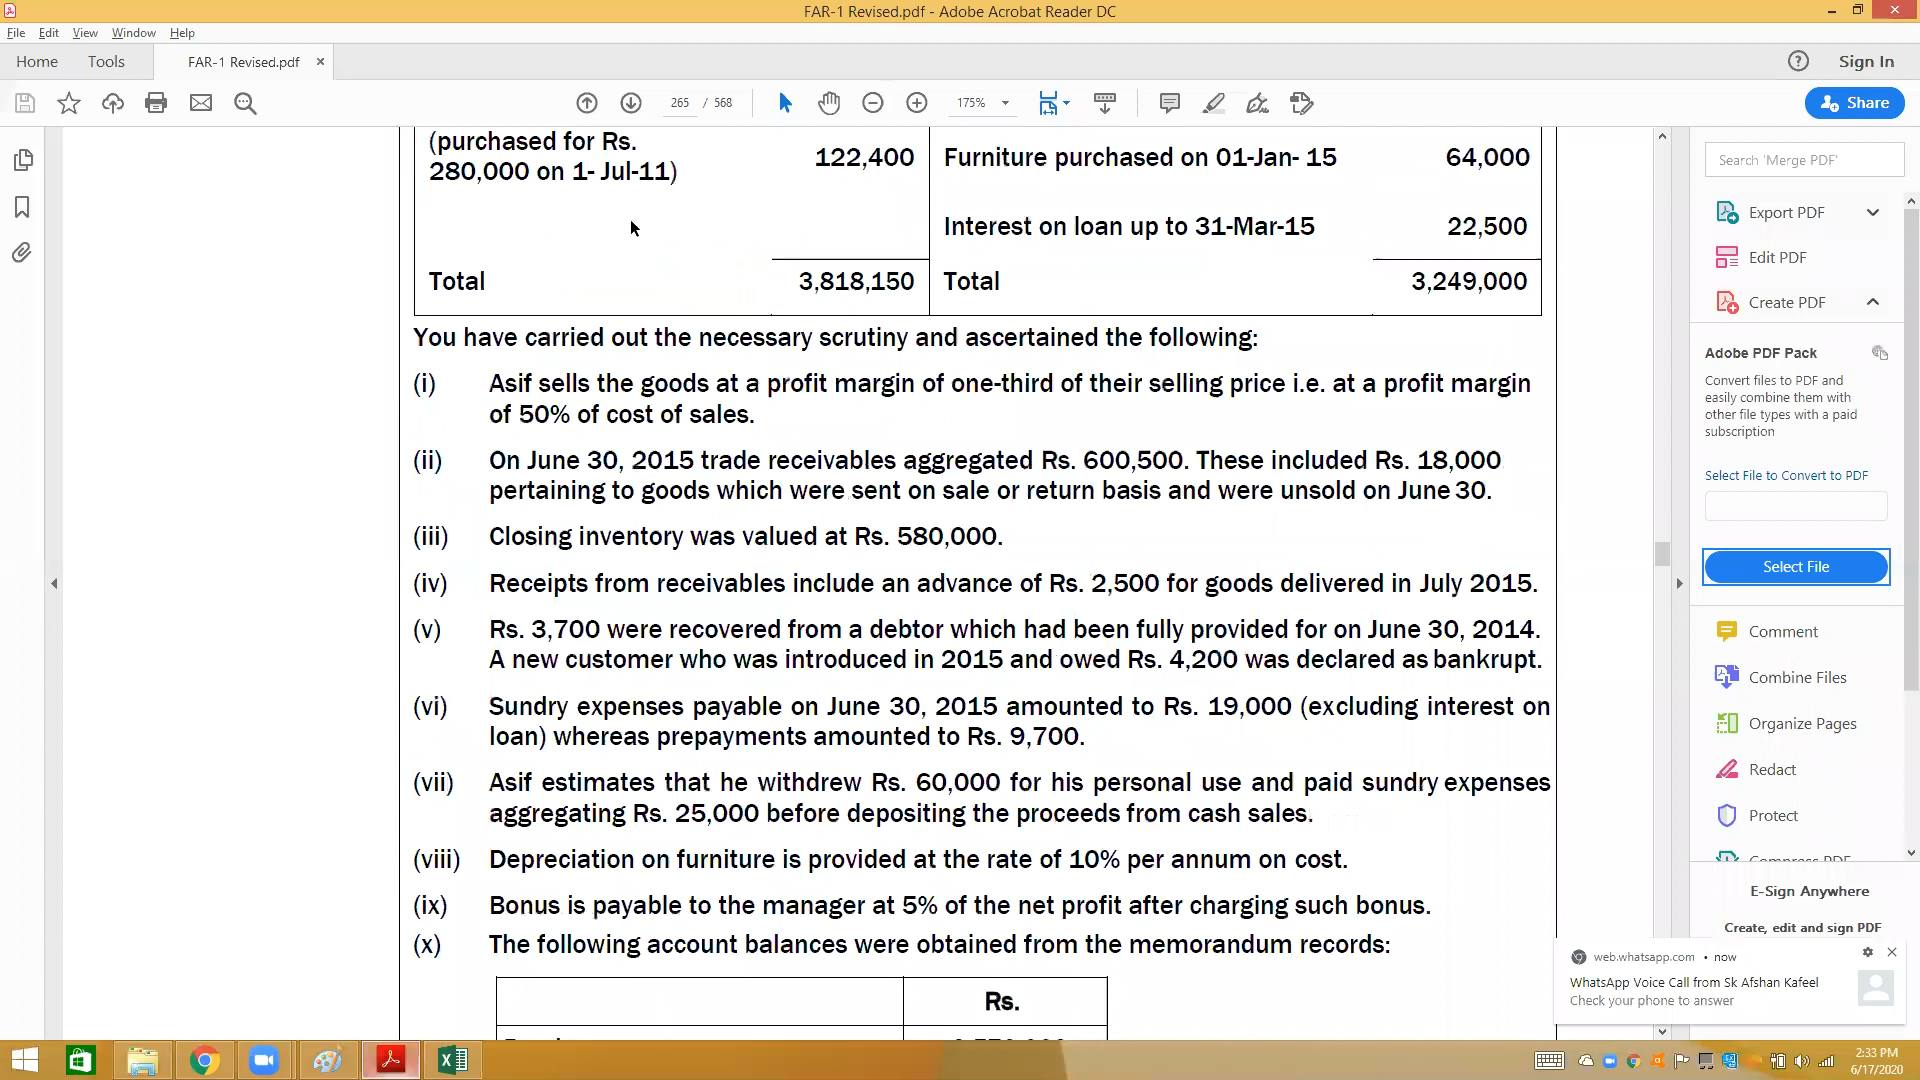 FAR-1 Revised.pdf - Adobe Acrobat Reader DC
File Edit View Window Help
Home Tools FAR-1 Revised.pdf × Sign In
265 / 568 175% Share
(purchased for Rs.
280,000 on 1- Jul-11) 122,400 Furniture purchased on 01-Jan- 15 64,000
Interest on loan up to 31-Mar-15 22,500
Total 3,818,150 Total 3,249,000
You have carried out the necessary scrutiny and ascertained the following:
(i) Asif sells the goods at a profit margin of one-third of their selling price i.e. at a profit margin
of 50% of cost of sales.
(ii) On June 30, 2015 trade receivables aggregated Rs. 600,500. These included Rs. 18,000
pertaining to goods which were sent on sale or return basis and were unsold on June 30.
(iii) Closing inventory was valued at Rs. 580,000.
(iv) Receipts from receivables include an advance of Rs. 2,500 for goods delivered in July 2015.
(v) Rs. 3,700 were recovered from a debtor which had been fully provided for on June 30, 2014.
A new customer who was introduced in 2015 and owed Rs. 4,200 was declared as bankrupt.
(vi) Sundry expenses payable on June 30, 2015 amounted to Rs. 19,000 (excluding interest on
loan) whereas prepayments amounted to Rs. 9,700.
(vii) Asif estimates that he withdrew Rs. 60,000 for his personal use and paid sundry expenses
aggregating Rs. 25,000 before depositing the proceeds from cash sales.
(viii) Depreciation on furniture is provided at the rate of 10% per annum on cost.
(ix) Bonus is payable to the manager at 5% of the net profit after charging such bonus.
(x) The following account balances were obtained from the memorandum records:
Rs.
Search 'Merge PDF'
Export PDF
Edit PDF
Create PDF
Adobe PDF Pack
Convert files to PDF and
easily combine them with
other file types with a paid
subscription
Select File to Convert to PDF
Select File
Comment
Combine Files
Organize Pages
Redact
Protect
Compress PDF
E-Sign Anywhere
Create, edit and sign PDF
web.whatsapp.com • now
WhatsApp Voice Call from Sk Afshan Kafeel
Check your phone to answer
2:33 PM
6/17/2020